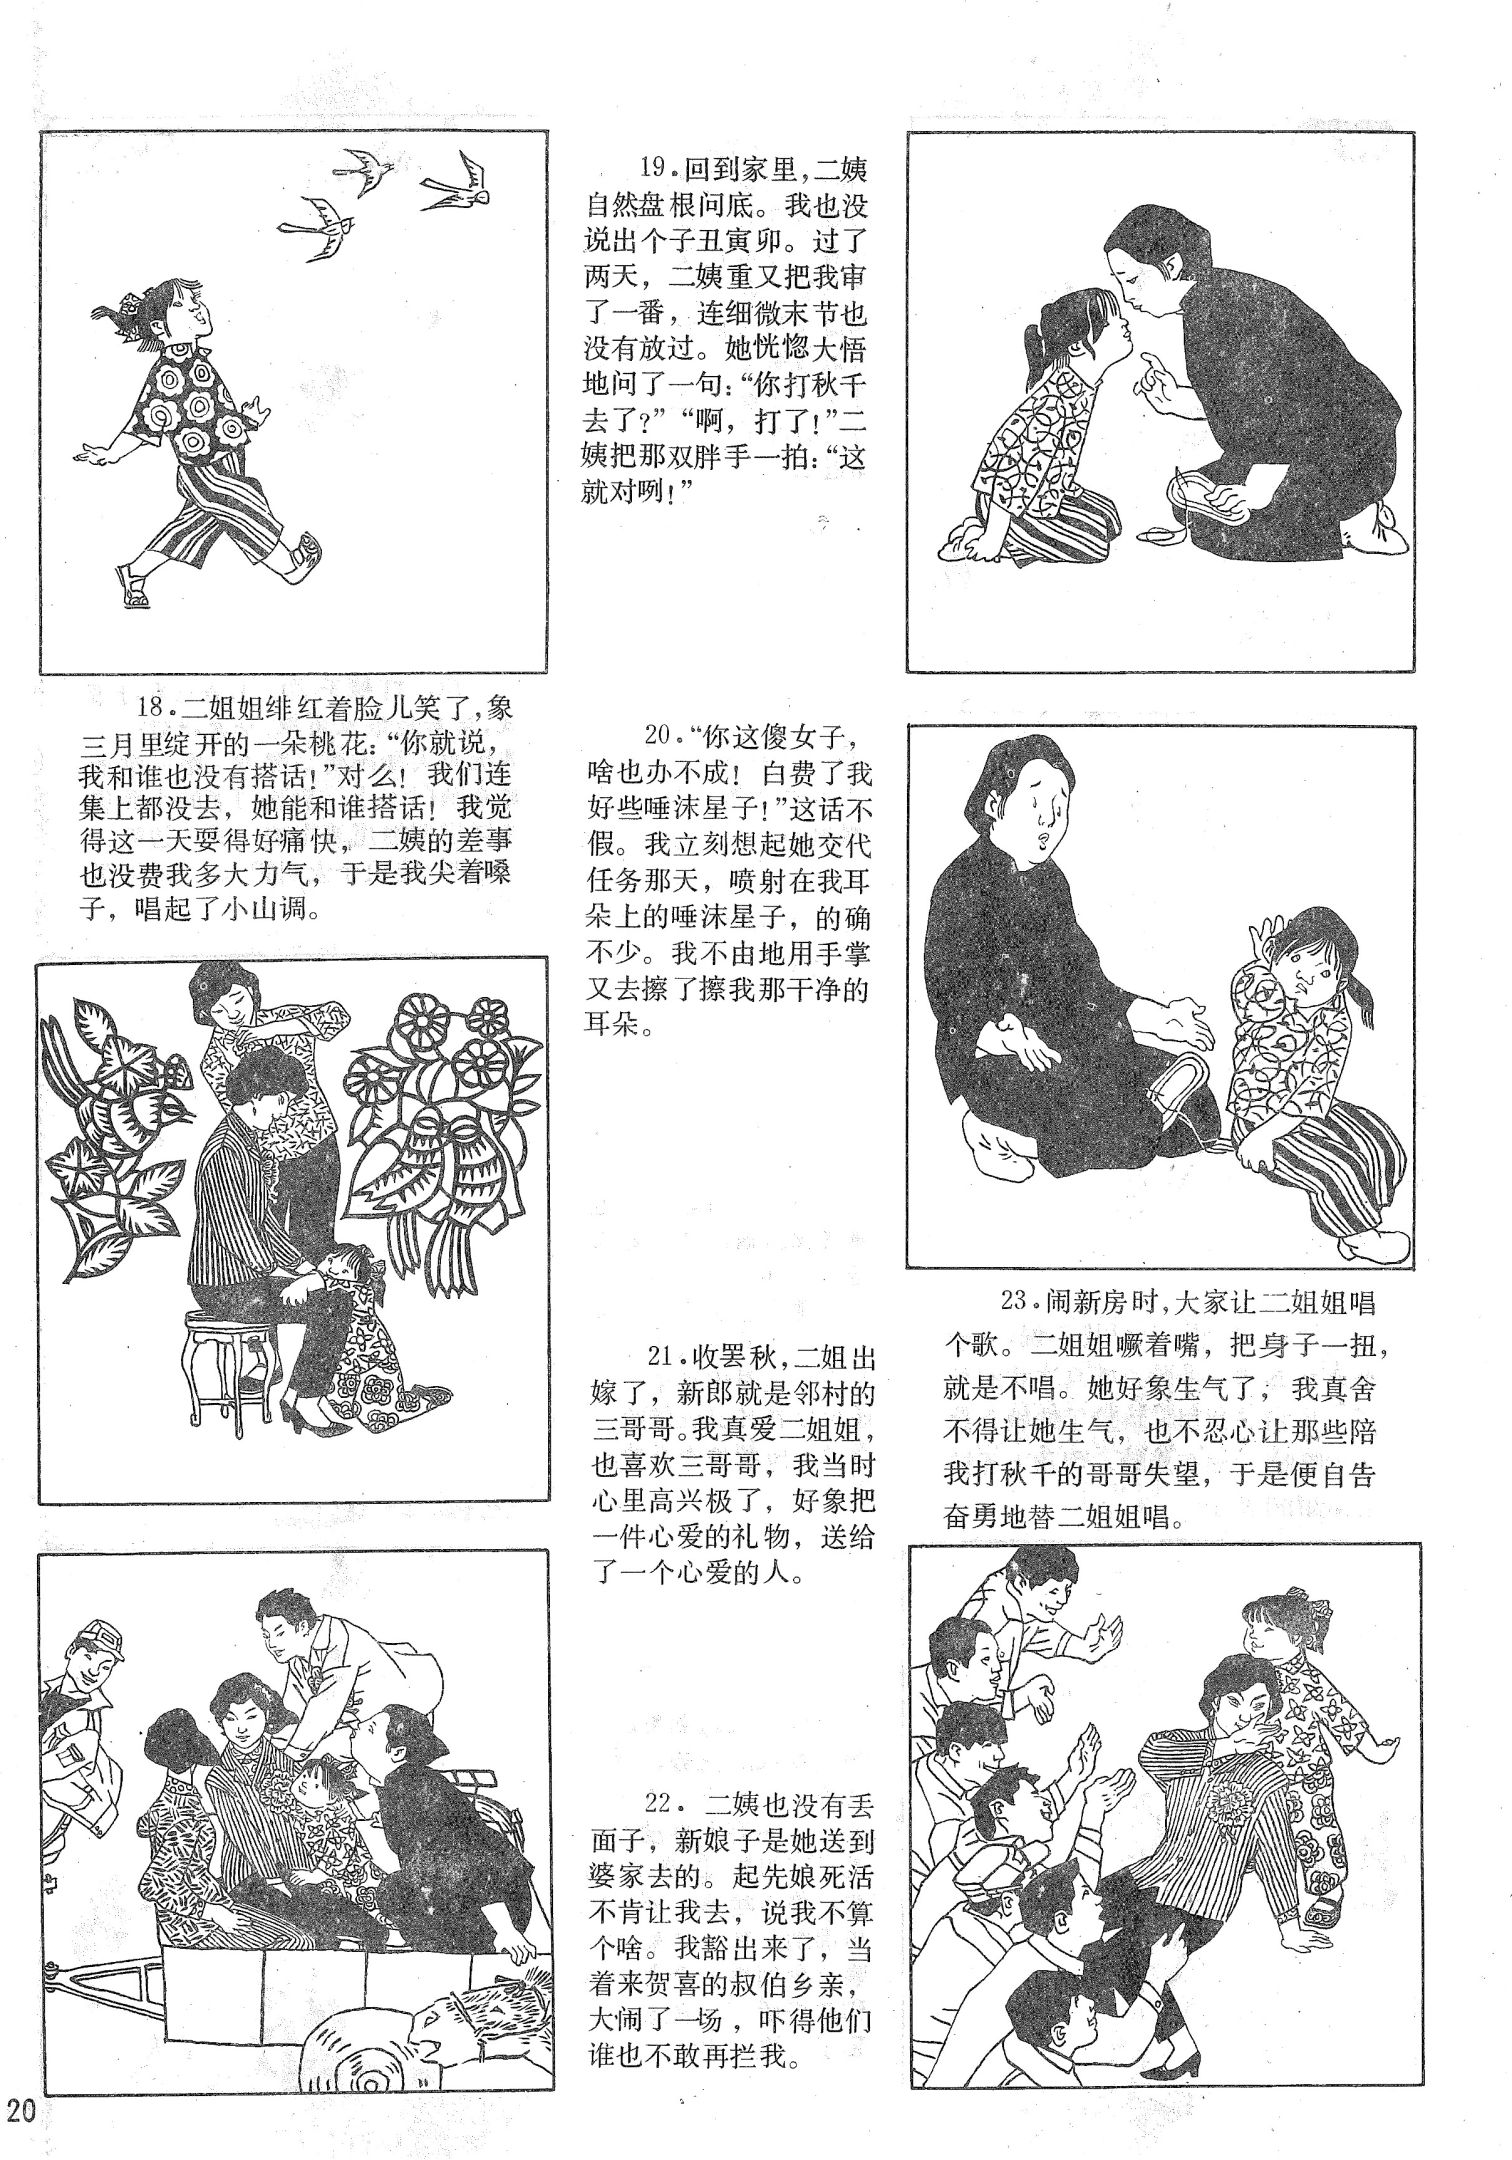 18.二姐姐绯红着脸儿笑了,象
三月里绽开的一朵桃花:“你就说,
我和谁也没有搭话!”对么!我们连
集上都没去,她能和谁搭话!我觉
得这一天耍得好痛快,二姨的差事
也没费我多大力气,于是我尖着嗓
子,唱起了小山调。
19.回到家里,二姨
自然盘根问底。我也没
说出个子丑寅卯。过了
两天,二姨重又把我审
了一番,连细微末节也
没有放过。她恍惚大悟
地问了一句:“你打秋千
去了?”“啊,打了!”二
姨把那双胖手一拍:“这
就对咧!”
20.“你这傻女子,
啥也办不成!白费了我
好些唾沫星子!”这话不
假。我立刻想起她交代
任务那天,喷射在我耳
朵上的唾沫星子,的确
不少。我不由地用手掌
又去擦了擦我那干净的
耳朵。
21.收罢秋,二姐出
嫁了,新郎就是邻村的
三哥哥。我真爱二姐姐,
也喜欢三哥哥,我当时
心里高兴极了,好象把
一件心爱的礼物,送给
了一个心爱的人。
22.二姨也没有丢
面子,新娘子是她送到
婆家去的。起先娘死活
不肯让我去,说我不算
个啥。我豁出来了,当
着来贺喜的叔伯乡亲,
大闹了一场,吓得他们
谁也不敢再拦我。
23.闹新房时,大家让二姐姐唱
个歌。二姐姐噘着嘴,把身子一扭,
就是不唱。她好象生气了,我真舍
不得让她生气,也不忍心让那些陪
我打秋千的哥哥失望,于是便自告
奋勇地替二姐姐唱。
20